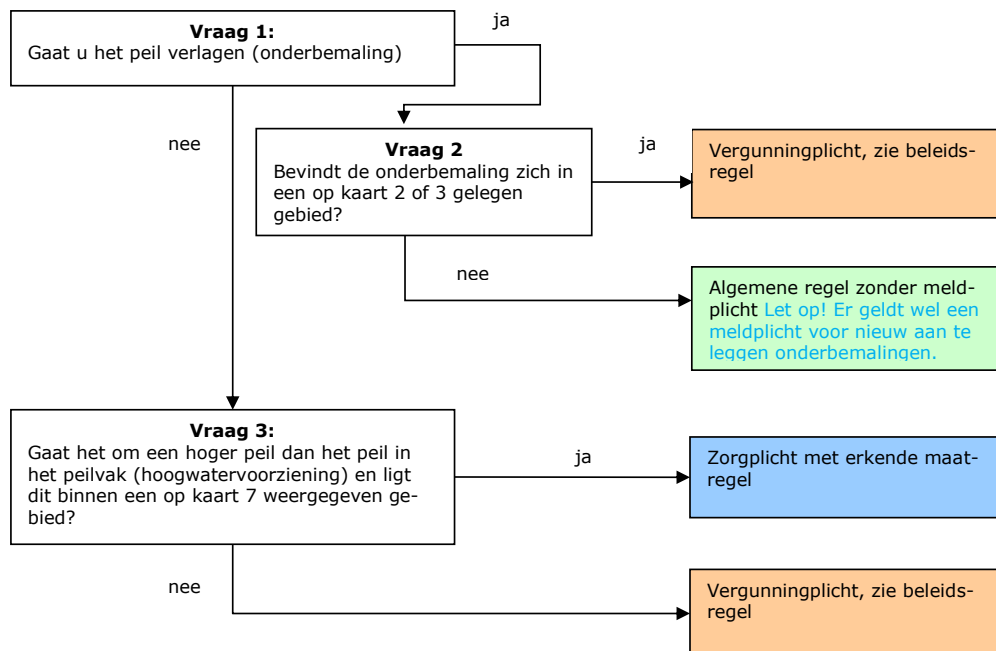 Vraag 1:
Gaat u het peil verlagen (onderbemaling)
ja
nee
Vraag 2
Bevindt de onderbemaling zich in
een op kaart 2 of 3 gelegen
gebied?
ja
Vergunningplicht, zie beleids-
regel
nee
Algemene regel zonder meld-
plicht Let op! Er geldt wel een
meldplicht voor nieuw aan te
leggen onderbemalingen.
Vraag 3:
Gaat het om een hoger peil dan het peil in
het peilvak (hoogwatervoorziening) en ligt
dit binnen een op kaart 7 weergegeven ge-
bied?
ja
Zorgplicht met erkende maat-
regel
nee
Vergunningplicht, zie beleids-
regel